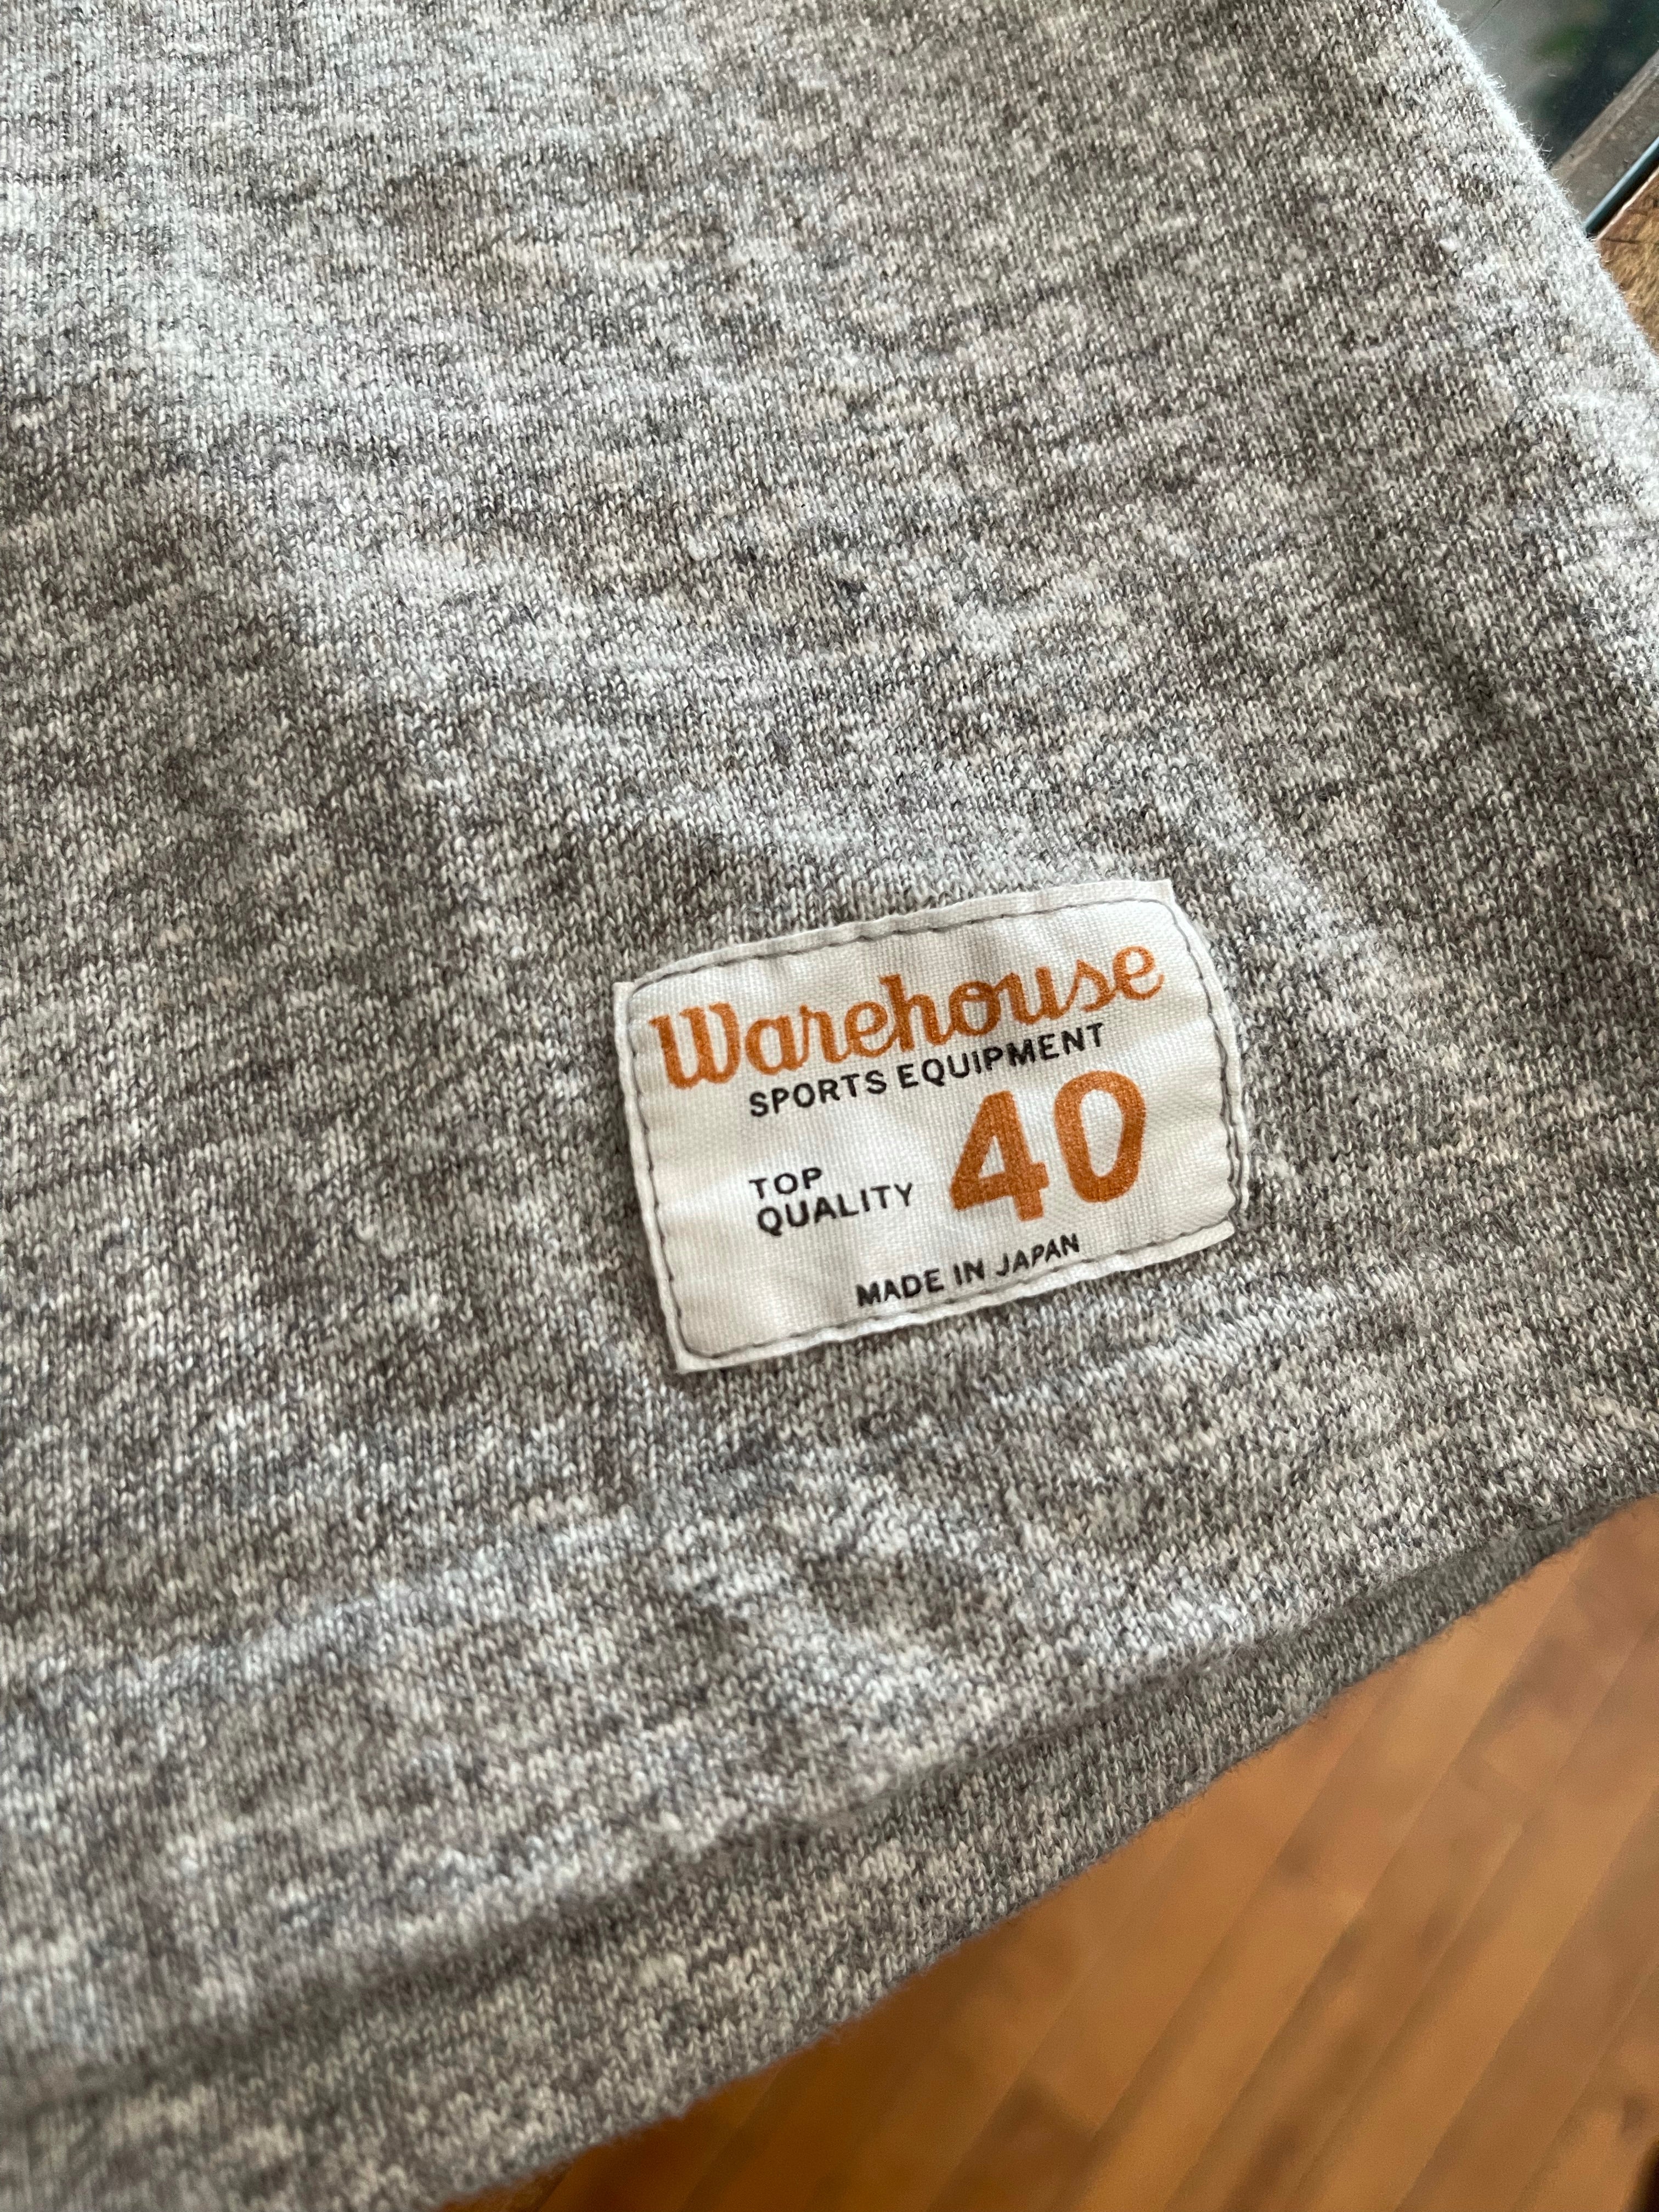 Warehouse
SPORTS EQUIPMENT
TOP
QUALITY
40
MADE IN JAPAN